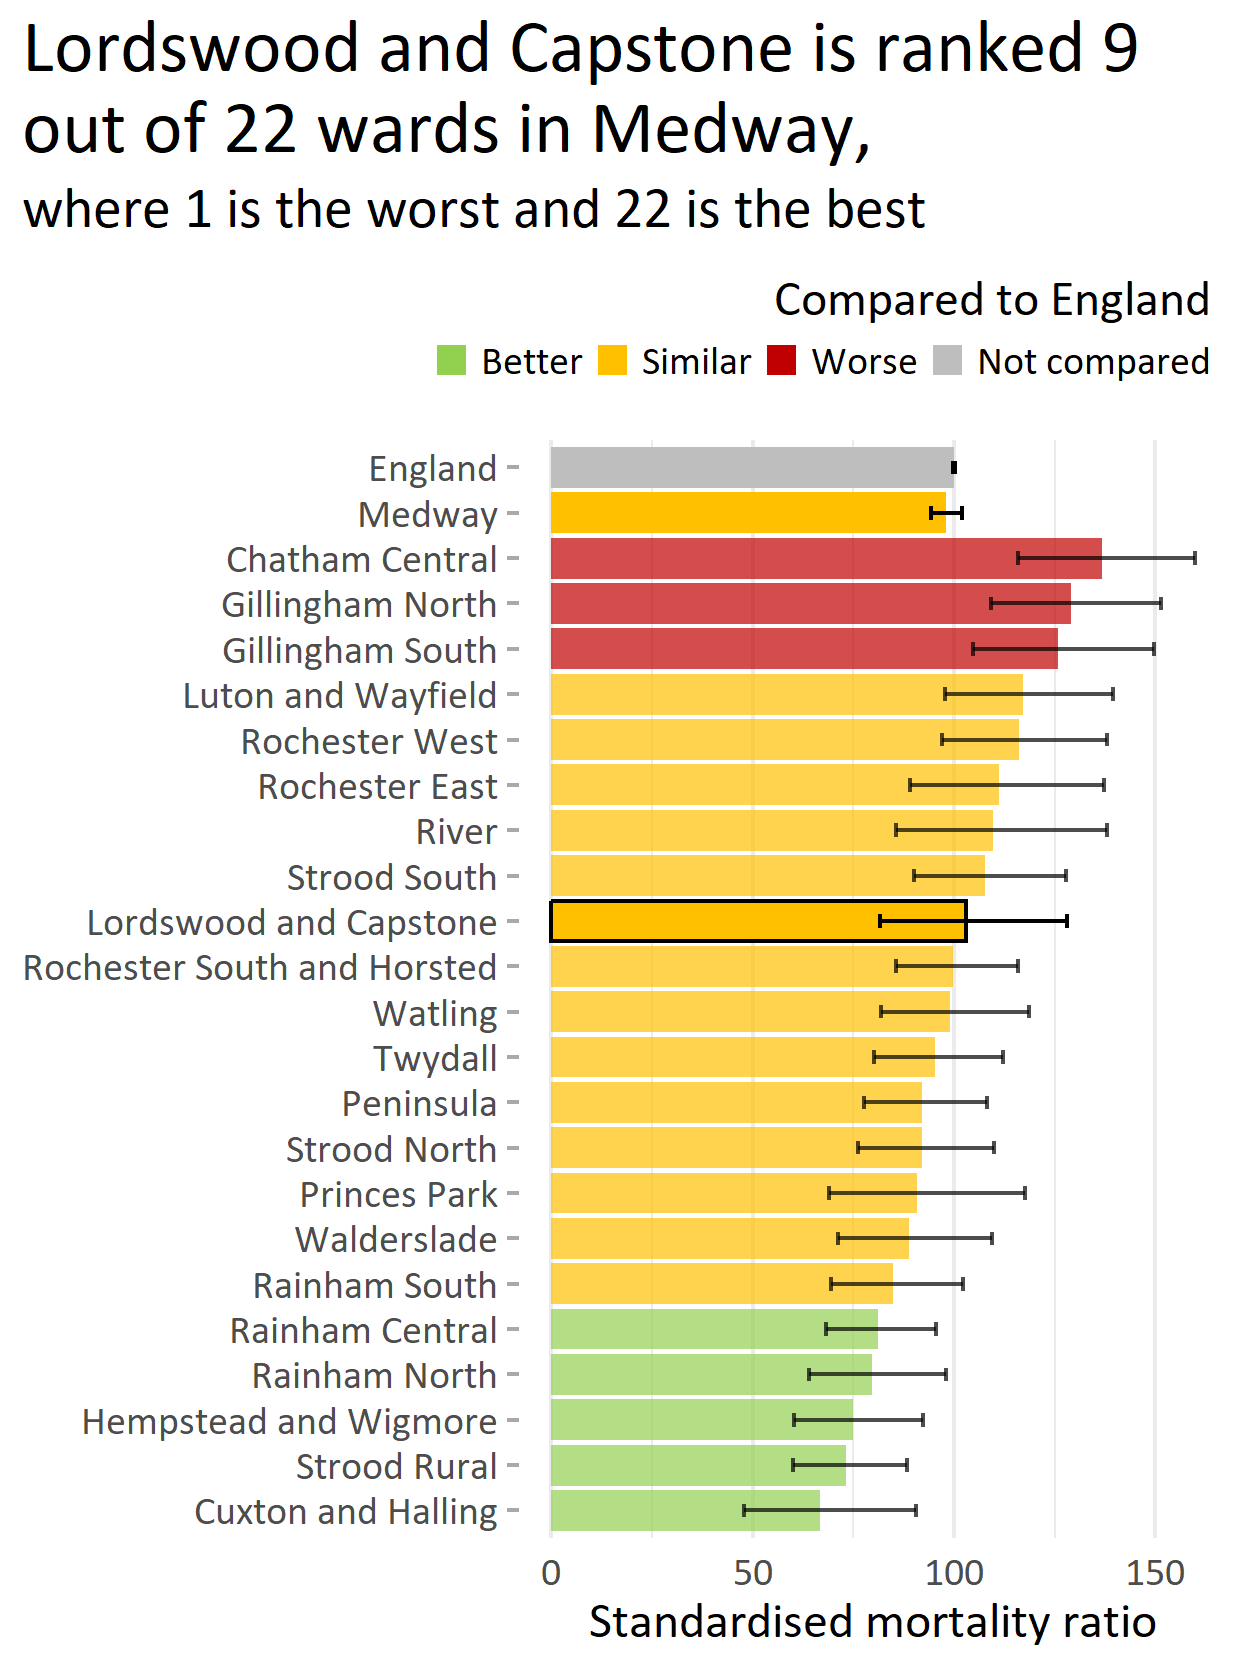 Lordswood and Capstone is ranked 9
out of 22 wards in Medway,
where 1 is the worst and 22 is the best
Compared to England
Better Similar Worse Not compared
England
Medway
Chatham Central
Gillingham North
Gillingham South
Luton and Wayfield
Rochester West
Rochester East
River
Strood South
Lordswood and Capstone
Rochester South and Horsted
Watling
Twydall
Peninsula
Strood North
Princes Park
Walderslade
Rainham South
Rainham Central
Rainham North
Hempstead and Wigmore
Strood Rural
Cuxton and Halling
0 50 100 150
Standardised mortality ratio